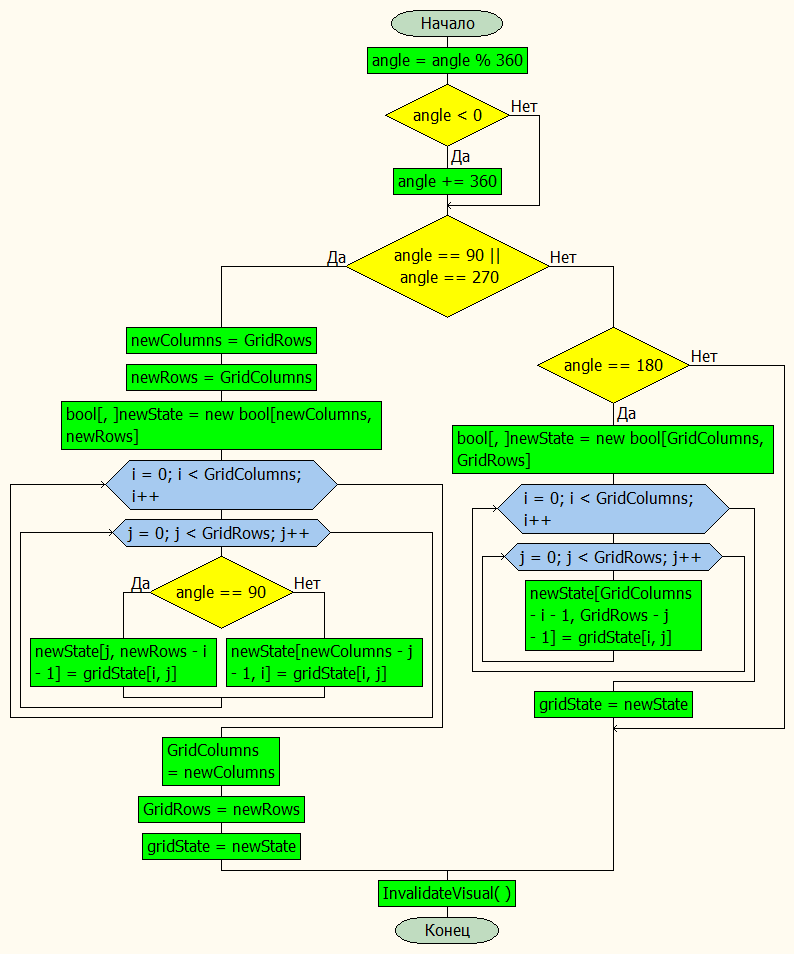 Начало
angle = angle % 360
angle < 0
Нет
Да
angle += 360
angle == 90 ||
angle == 270
Да
Нет
newColumns = GridRows
newRows = GridColumns
bool[, ]newState = new bool[newColumns,
newRows]
i = 0; i < GridColumns;
i++
j = 0; j < GridRows; j++
angle == 90
Да
Нет
newState[j, newRows - i
- 1] = gridState[i, j]
newState[newColumns - j
- 1, i] = gridState[i, j]
GridColumns
= newColumns
GridRows = newRows
gridState = newState
angle == 180
Нет
Да
bool[, ]newState = new bool[GridColumns,
GridRows]
i = 0; i < GridColumns;
i++
j = 0; j < GridRows; j++
newState[GridColumns
- i - 1, GridRows - j
- 1] = gridState[i, j]
gridState = newState
InvalidateVisual( )
Конец